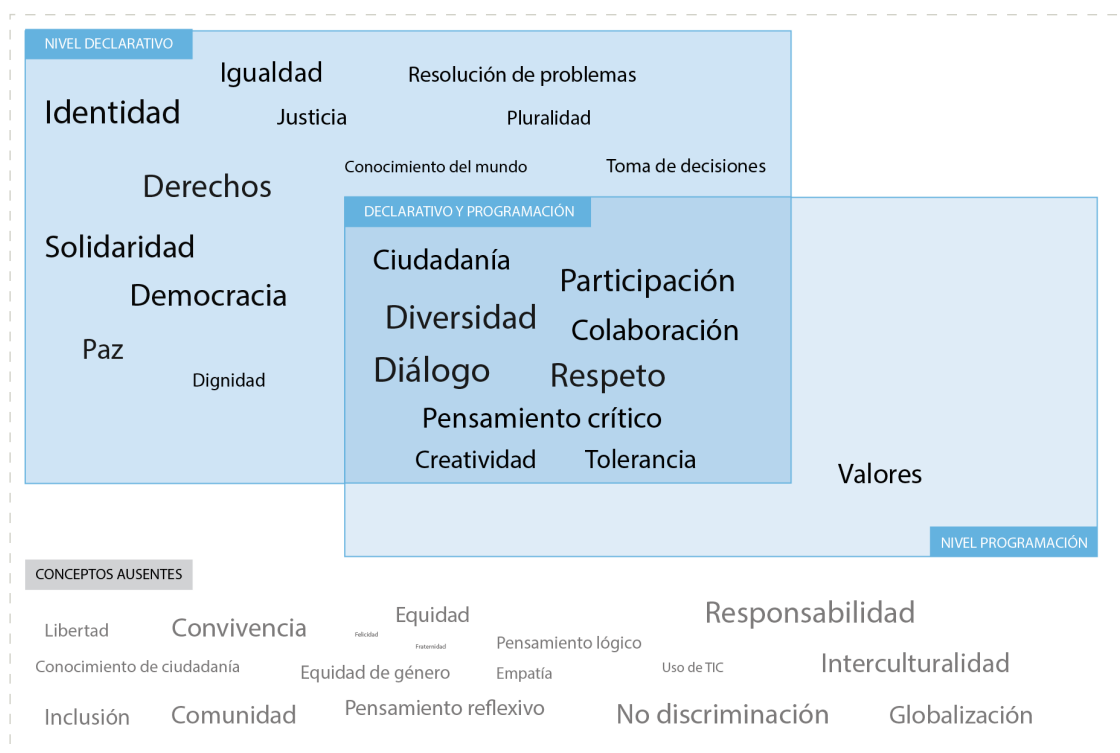 NIVEL DECLARATIVO
Igualdad
Resolución de problemas
Identidad
Justicia
Pluralidad
Conocimiento del mundo
Toma de decisiones
Derechos
DECLARATIVO Y PROGRAMACIÓN
Solidaridad
Ciudadanía
Participación
Democracia
Diversidad
Colaboración
Paz
Diálogo
Respeto
Dignidad
Pensamiento crítico
Creatividad
Tolerancia
Valores
NIVEL PROGRAMACIÓN
CONCEPTOS AUSENTES
Libertad
Convivencia
Felicidad
Equidad
Fraternidad
Pensamiento lógico
Responsabilidad
Conocimiento de ciudadanía
Equidad de género
Empatía
Uso de TIC
Interculturalidad
Inclusión
Comunidad
Pensamiento reflexivo
No discriminación
Globalización